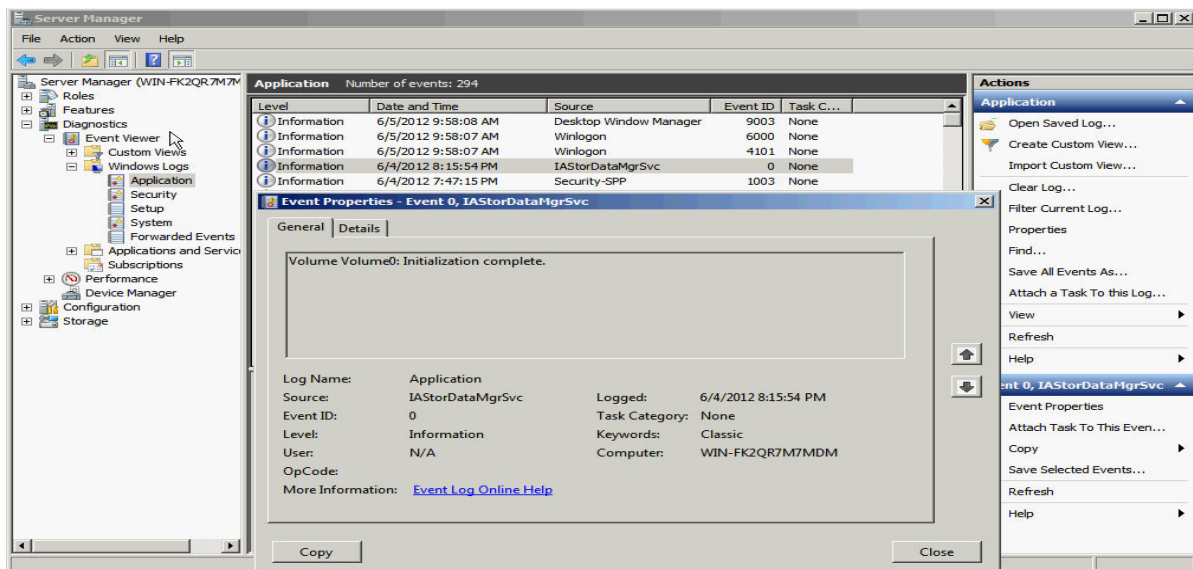 Server Manager
File Action View Help
Server Manager (WIN-FK2QR7M7M
Roles
Features
Diagnostics
Event Viewer
Custom Views
Windows Logs
Application
Security
Setup
System
Forwarded Events
Applications and Servic
Subscriptions
Performance
Device Manager
Configuration
Storage
Application Number of events: 294
Level Date and Time Source Event ID Task C...
Information 6/5/2012 9:58:08 AM Desktop Window Manager 9003 None
Information 6/5/2012 9:58:07 AM Winlogon 6000 None
Information 6/5/2012 9:58:07 AM Winlogon 4101 None
Information 6/4/2012 8:15:54 PM IAStorDataMgrSvc 0 None
Information 6/4/2012 7:47:15 PM Security-SPP 1003 None
Event Properties - Event 0, IAStorDataMgrSvc
General Details
Volume Volume0: Initialization complete.
Log Name: Application
Source: IAStorDataMgrSvc Logged: 6/4/2012 8:15:54 PM
Event ID: 0 Task Category: None
Level: Information Keywords: Classic
User: N/A Computer: WIN-FK2QR7M7MDM
OpCode:
More Information: Event Log Online Help
Copy Close
Actions
Application
Open Saved Log...
Create Custom View...
Import Custom View...
Clear Log...
Filter Current Log...
Properties
Find...
Save All Events As...
Attach a Task To this Log...
View
Refresh
Help
ent 0, IAStorDataMgrSvc
Event Properties
Attach Task To This Even...
Copy
Save Selected Events...
Refresh
Help